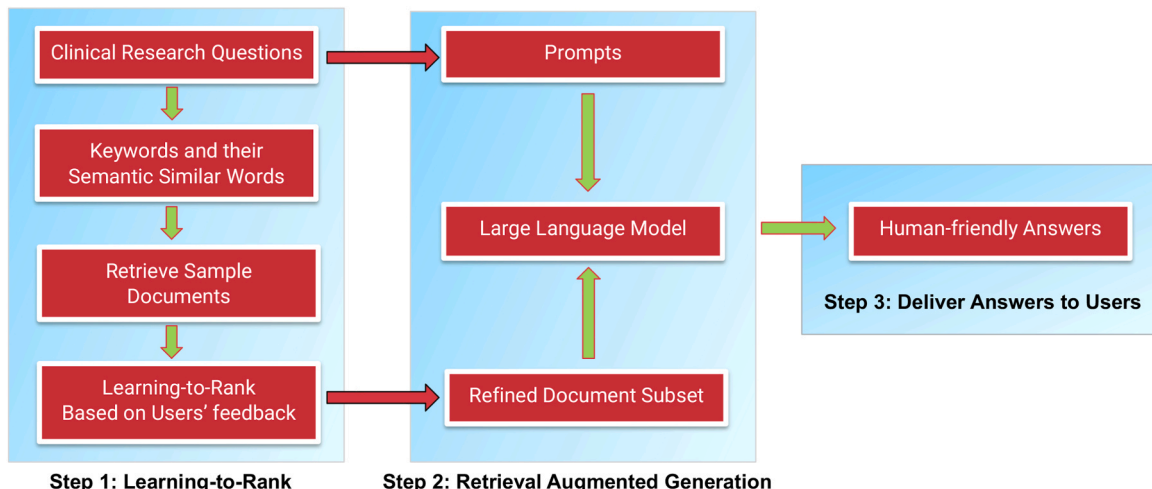 Clinical Research Questions
Keywords and their
Semantic Similar Words
Retrieve Sample
Documents
Learning-to-Rank
Based on Users' feedback
Step 1: Learning-to-Rank
Prompts
Large Language Model
Refined Document Subset
Step 2: Retrieval Augmented Generation
Human-friendly Answers
Step 3: Deliver Answers to Users